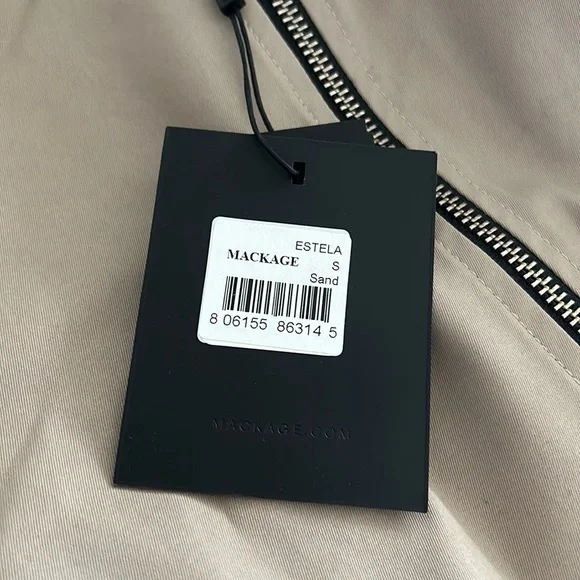 ESTELA
MACKAGE S
Sand
8 06155 86314 5
MACKAGE.COM